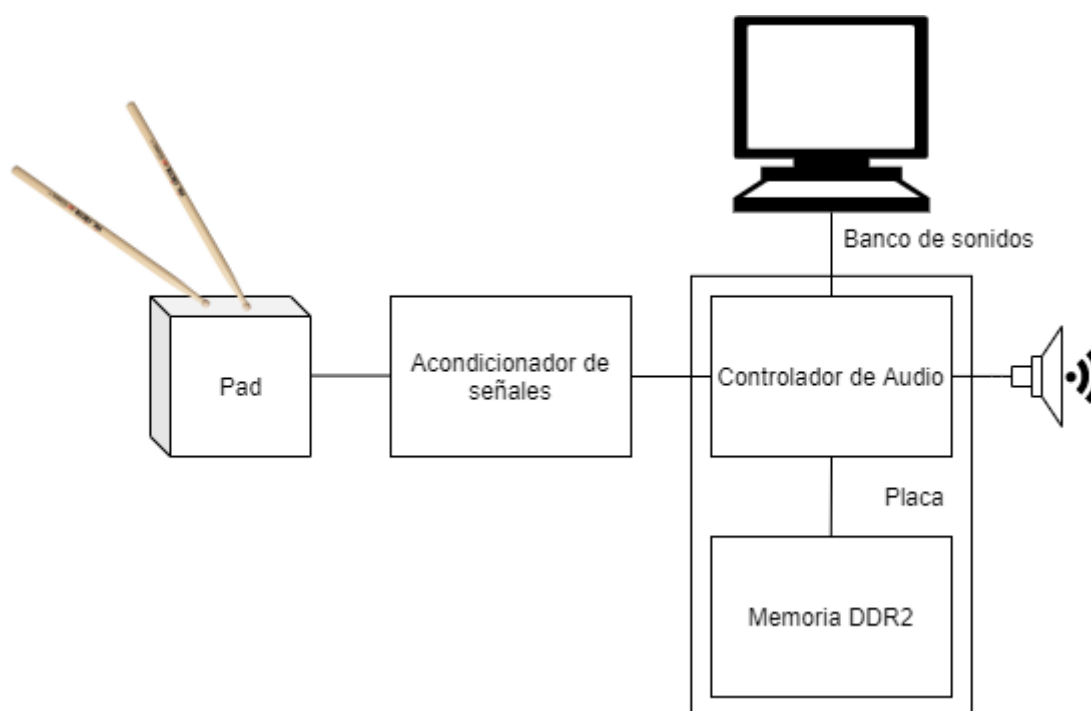 Banco de sonidos
Pad
Acondicionador de
señales
Controlador de Audio
Placa
Memoria DDR2